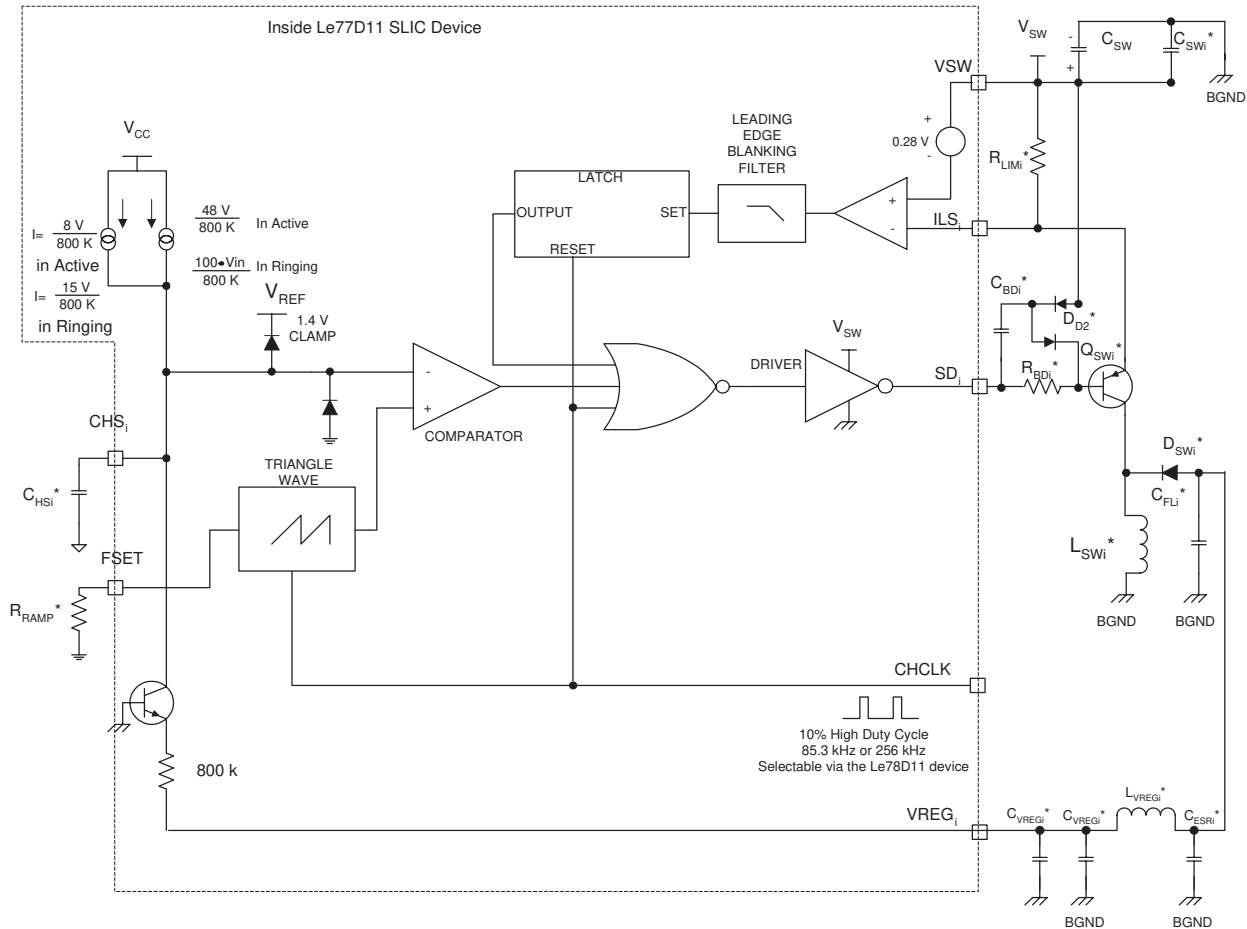 Inside Le77D11 SLIC Device
V_CC
I= 8 V / 800 K
in Active
I= 15 V / 800 K
in Ringing
48 V / 800 K In Active
100•Vin / 800 K In Ringing
V_REF
1.4 V
CLAMP
LATCH
OUTPUT
SET
RESET
LEADING
EDGE
BLANKING
FILTER
+
0.28 V
-
+
-
VSW
V_SW
-
C_SW
+
C_SWi*
BGND
R_LIMi*
ILS_i
C_BDi*
D_D2*
Q_SWi*
R_BDi*
SD_i
V_SW
DRIVER
-
+
COMPARATOR
CHS_i
C_HSi*
FSET
R_RAMP*
TRIANGLE
WAVE
D_SWi*
C_FLi*
L_SWi*
BGND
BGND
CHCLK
10% High Duty Cycle
85.3 kHz or 256 kHz
Selectable via the Le78D11 device
800 k
VREG_i
C_VREGi*
C_VREGi*
L_VREGi*
C_ESRi*
BGND
BGND